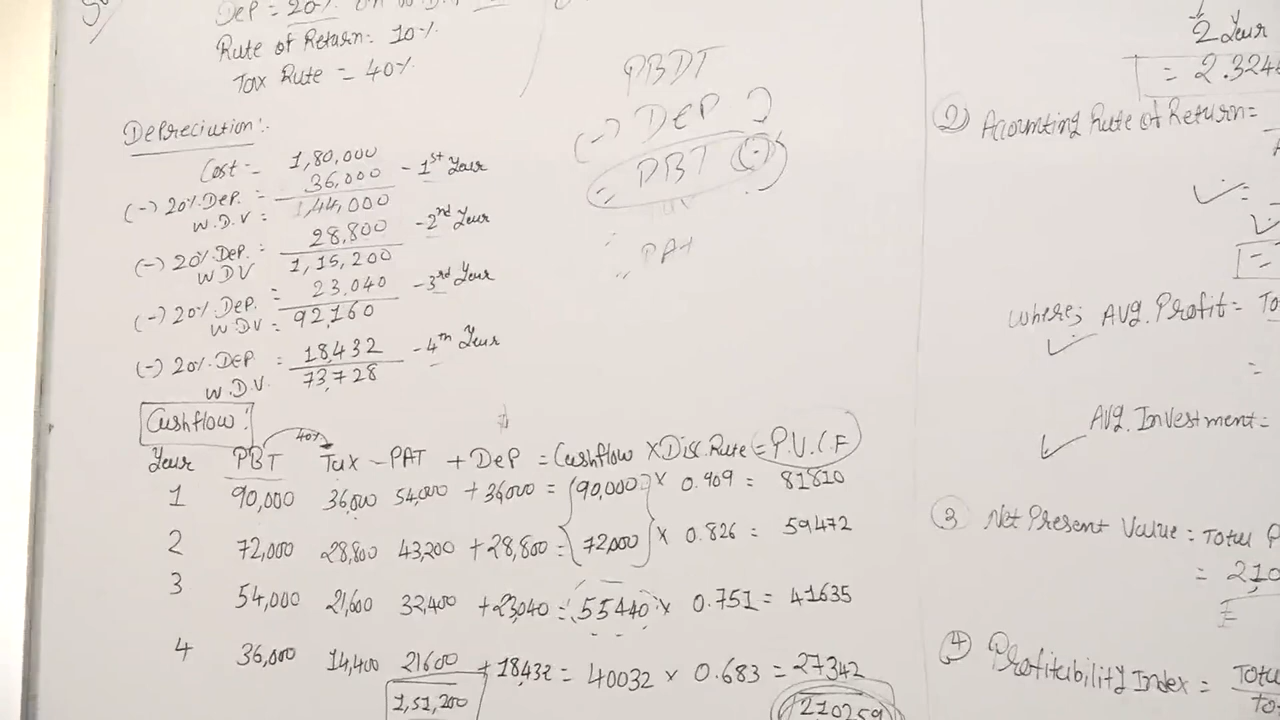 Dep = 20%. on W.D.V
Rate of Return: 10%
Tax Rate = 40%
Depreciation:.
Cost = 1,80,000
(-) 20% Dep. = 36,000 - 1st Year
W.D.V = 1,44,000
(-) 20% Dep. = 28,800 - 2nd Year
WDV 1,15,200
(-) 20% Dep. = 23,040 - 3rd Year
WDV = 92,160
(-) 20% DEP = 18,432 - 4th Year
W.D.V. 73,728
PBDT
(-) DEP
= PBT (-)
Tax
= PAT
Cashflow:
40%
Year PBT Tax - PAT + Dep = Cashflow X Disc.Rate = P.V.C.F
1 90,000 36,000 54,000 + 36,000 = 90,000 X 0.909 = 81810
2 72,000 28,800 43,200 + 28,800 = 72,000 X 0.826 = 59472
3 54,000 21,600 32,400 + 23,040 = 55440 X 0.751 = 41635
4 36,000 14,400 21600 + 18,432 = 40032 X 0.683 = 27342
1,51,200 210259
2 Year
= 2.324
2) Accounting Rate of Return =
=
=
Where; AVg. Profit = To
=
AVg. Investment =
3 Net Present Value = Total P
= 210
4 Profitability Index = Tota